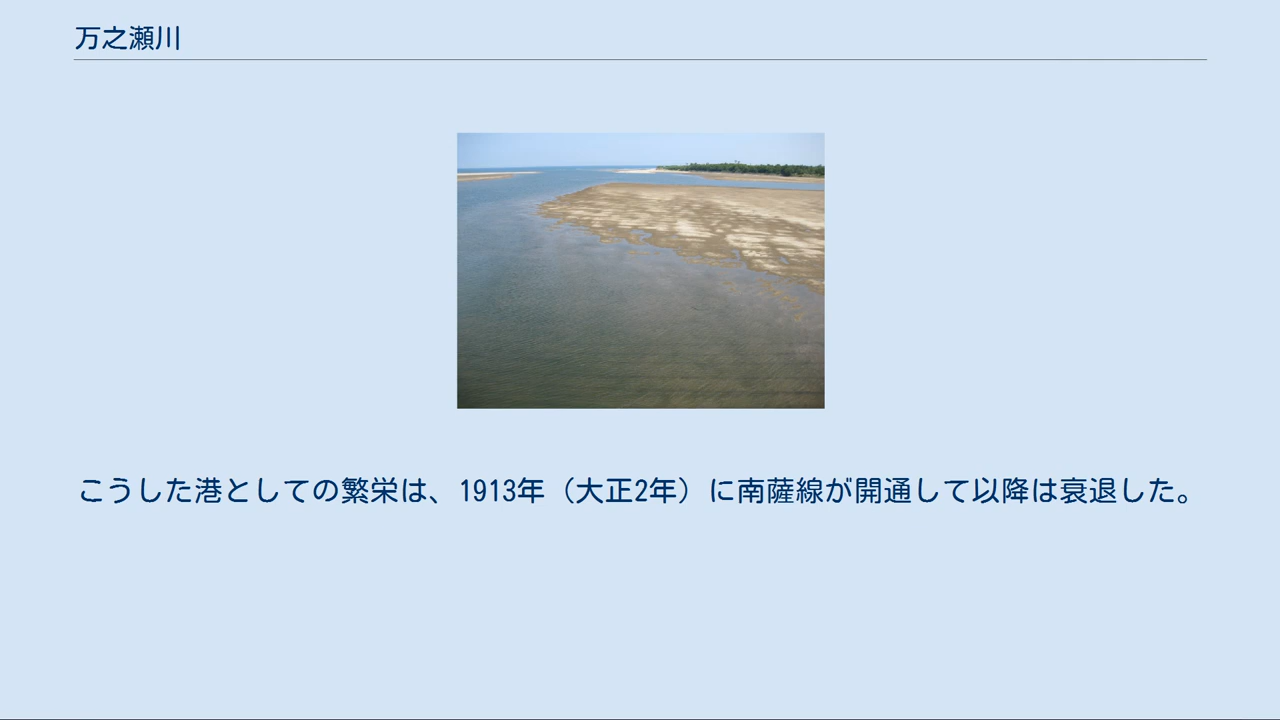 万之瀬川
こうした港としての繁栄は、1913年（大正2年）に南薩線が開通して以降は衰退した。